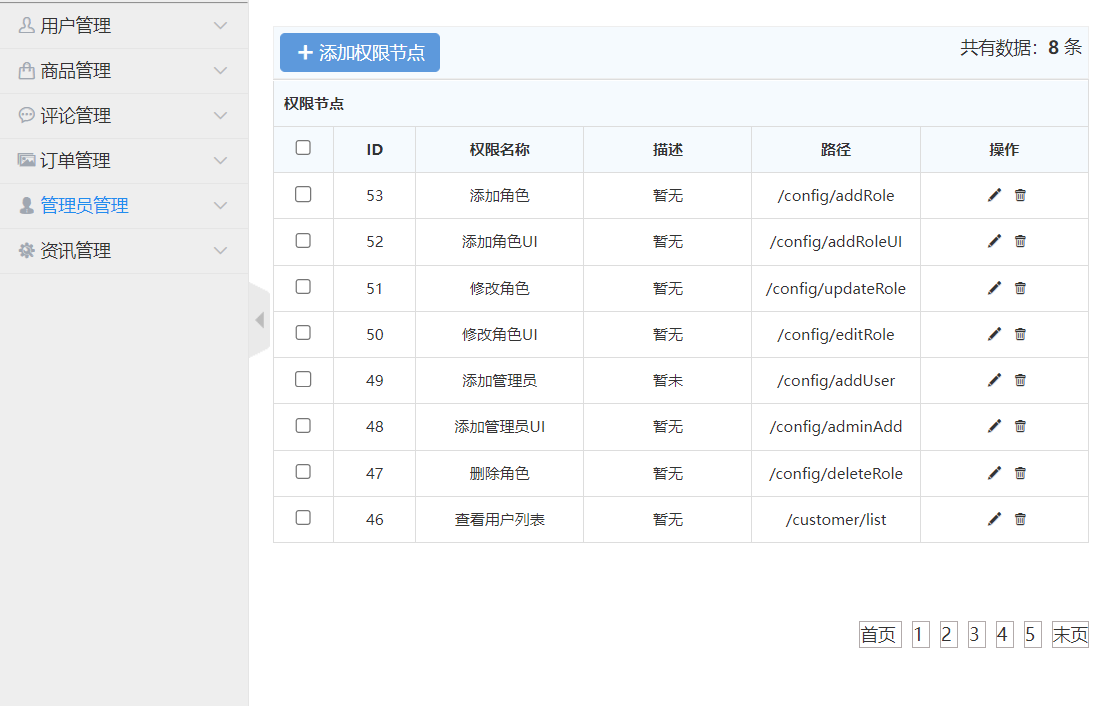 用户管理
商品管理
评论管理
订单管理
管理员管理
资讯管理
添加权限节点
共有数据：8 条
权限节点
ID 权限名称 描述 路径 操作
53 添加角色 暂无 /config/addRole
52 添加角色UI 暂无 /config/addRoleUI
51 修改角色 暂无 /config/updateRole
50 修改角色UI 暂无 /config/editRole
49 添加管理员 暂未 /config/addUser
48 添加管理员UI 暂无 /config/adminAdd
47 删除角色 暂无 /config/deleteRole
46 查看用户列表 暂无 /customer/list
首页 1 2 3 4 5 末页